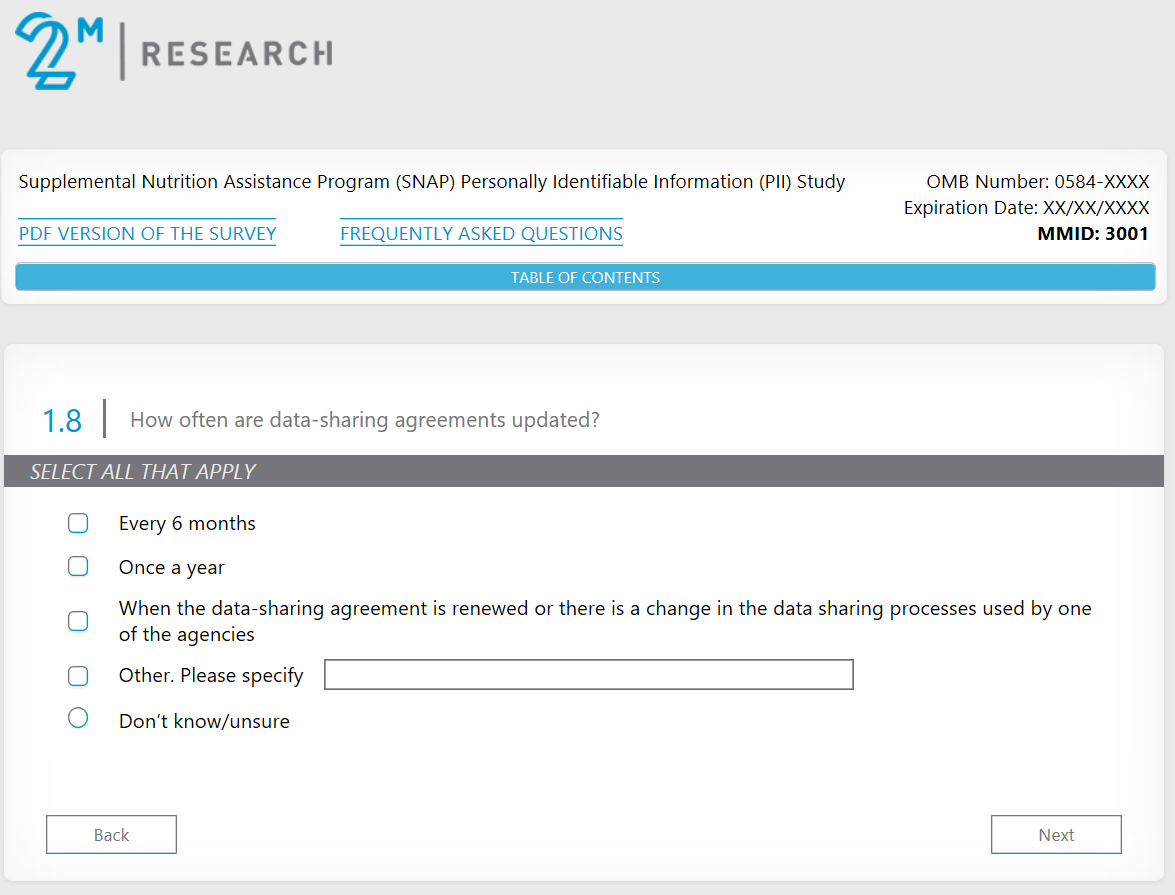 2M RESEARCH
Supplemental Nutrition Assistance Program (SNAP) Personally Identifiable Information (PII) Study
OMB Number: 0584-XXXX
Expiration Date: XX/XX/XXXX
PDF VERSION OF THE SURVEY
FREQUENTLY ASKED QUESTIONS
MMID: 3001
TABLE OF CONTENTS
1.8 How often are data-sharing agreements updated?
SELECT ALL THAT APPLY
Every 6 months
Once a year
When the data-sharing agreement is renewed or there is a change in the data sharing processes used by one
of the agencies
Other. Please specify
Don’t know/unsure
Back
Next